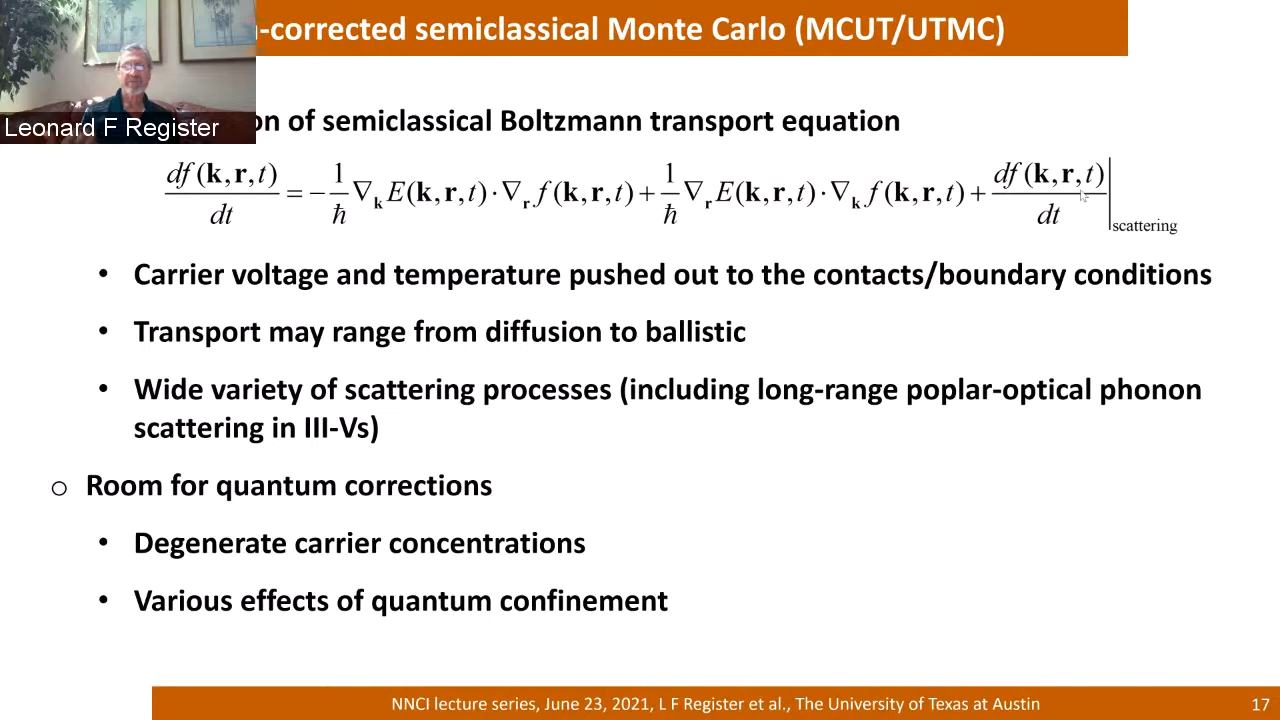 -corrected semiclassical Monte Carlo (MCUT/UTMC)
Leonard F Register
on of semiclassical Boltzmann transport equation
df(k,r,t)/dt = −1/ħ ∇k E(k,r,t)·∇r f(k,r,t) + 1/ħ ∇r E(k,r,t)·∇k f(k,r,t) + df(k,r,t)/dt |scattering
• Carrier voltage and temperature pushed out to the contacts/boundary conditions
• Transport may range from diffusion to ballistic
• Wide variety of scattering processes (including long-range poplar-optical phonon
scattering in III-Vs)
o Room for quantum corrections
• Degenerate carrier concentrations
• Various effects of quantum confinement
NNCI lecture series, June 23, 2021, L F Register et al., The University of Texas at Austin
17